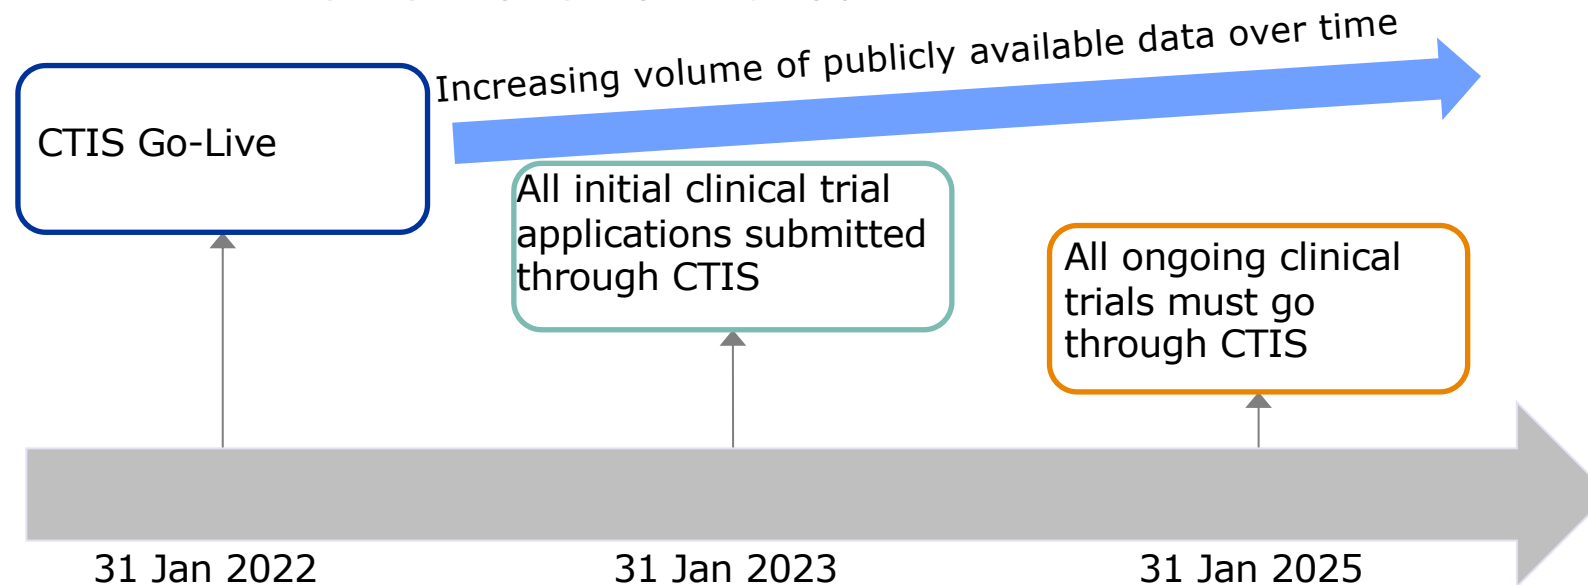 Increasing volume of publicly available data over time
CTIS Go-Live
All initial clinical trial
applications submitted
through CTIS
All ongoing clinical
trials must go
through CTIS
31 Jan 2022
31 Jan 2023
31 Jan 2025